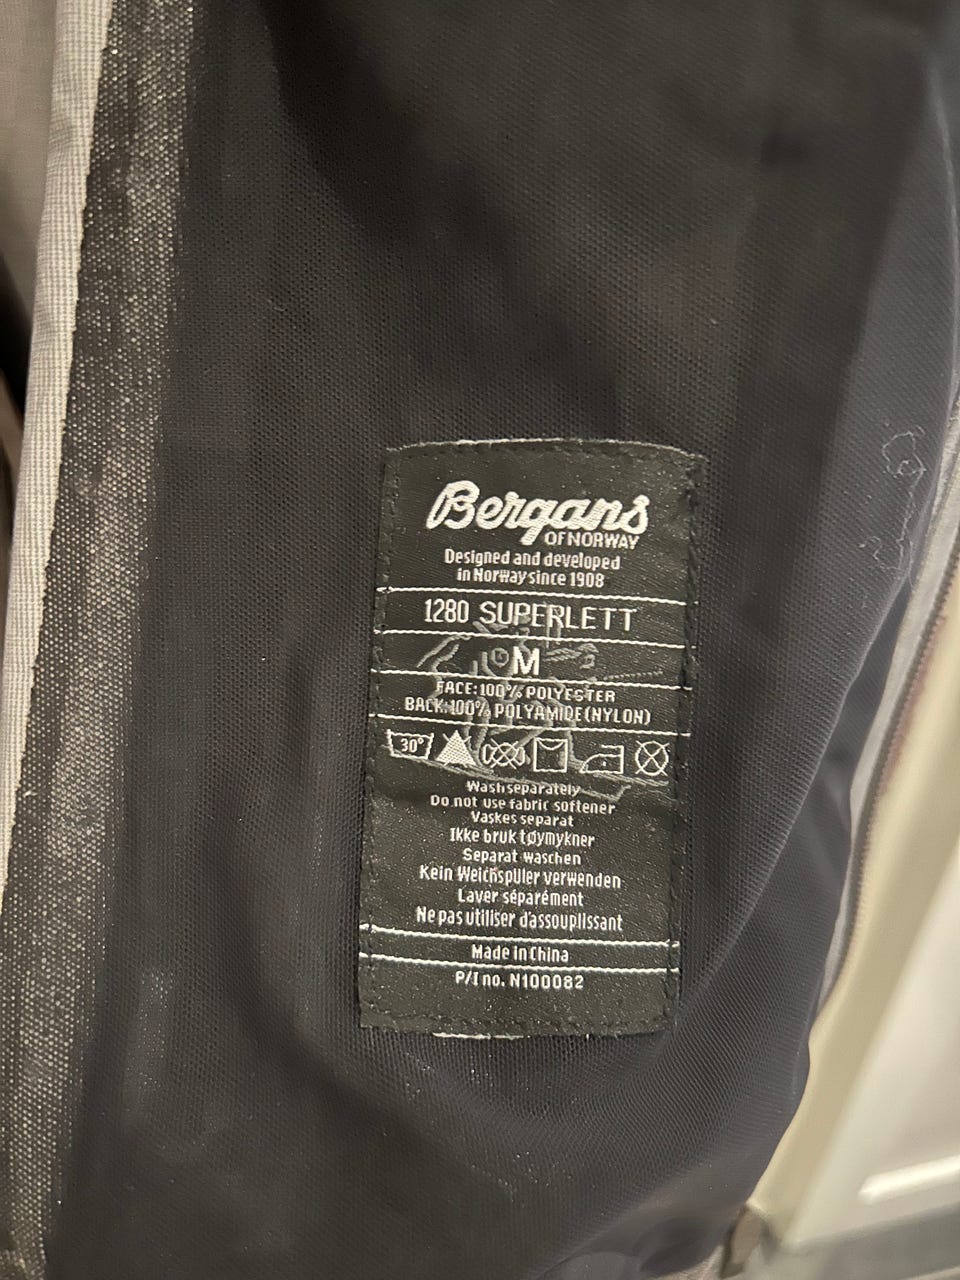 Bergans
OF NORWAY
Designed and developed
in Norway since 1908
1280 SUPERLETT
M
FACE:100% POLYESTER
BACK:100% POLYAMIDE(NYLON)
30°
Wash separately
Do not use fabric softener
Vaskes separat
Ikke bruk tøymykner
Separat waschen
Kein Weichspüler verwenden
Laver séparément
Ne pas utiliser d'assouplissant
Made in China
P/I no. N100082